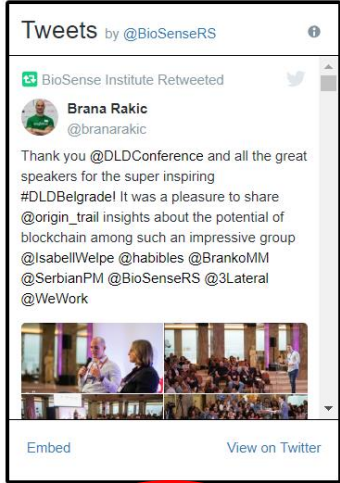 Tweets by @BioSenseRS
BioSense Institute Retweeted
Brana Rakic
@branarakic
Thank you @DLDConference and all the great
speakers for the super inspiring
#DLDBelgrade! It was a pleasure to share
@origin_trail insights about the potential of
blockchain among such an impressive group
@IsabellWelpe @habibles @BrankoMM
@SerbianPM @BioSenseRS @3Lateral
@WeWork
Embed
View on Twitter